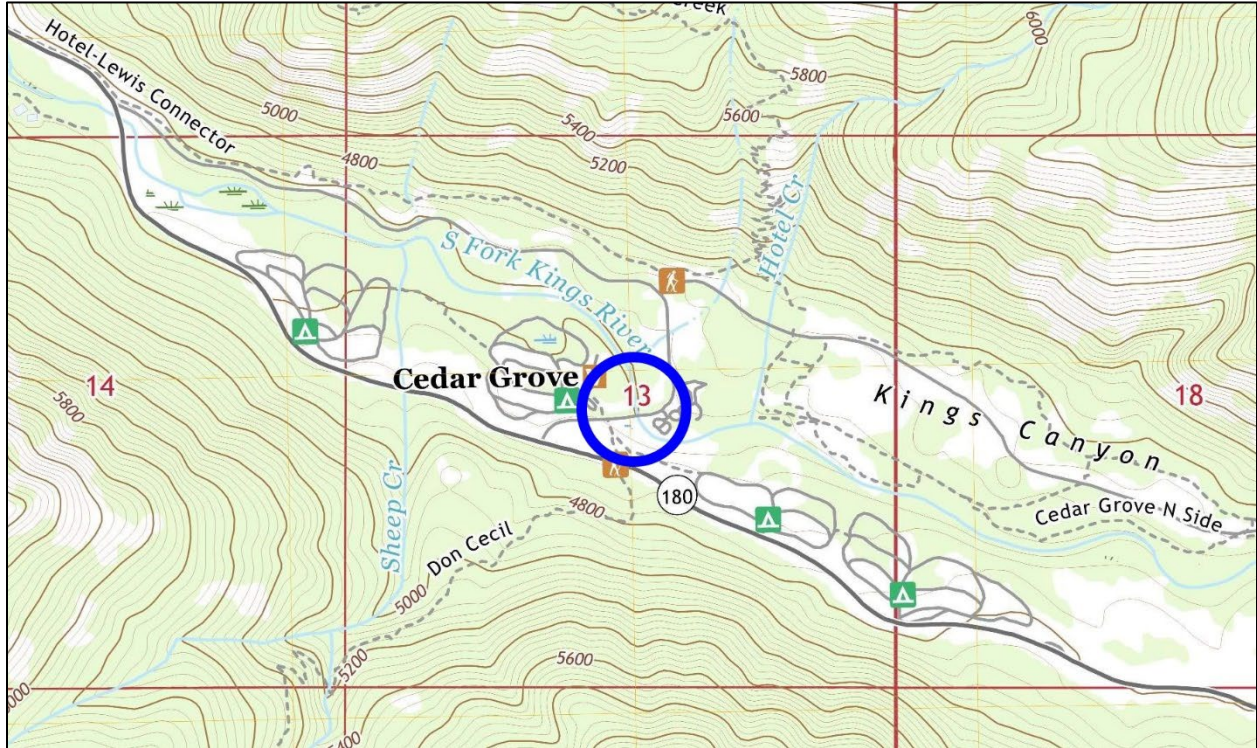 Creek
6000
Hotel-Lewis Connector
5800
5000
5600
5400
4800
5200
Hotel Cr
S Fork Kings River
14
Cedar Grove
13
18
5800
Kings Canyon
180
4800
Cedar Grove N Side
Sheep Cr
Don Cecil
5000
5200
5600
5400